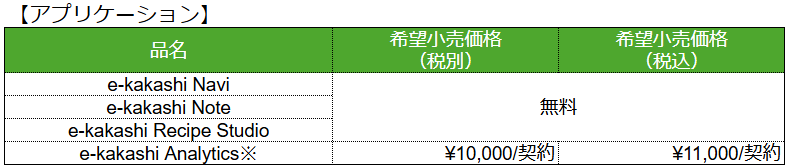 【アプリケーション】
品名 希望小売価格（税別） 希望小売価格（税込）
e-kakashi Navi 無料
e-kakashi Note
e-kakashi Recipe Studio
e-kakashi Analytics※ ¥10,000/契約 ¥11,000/契約